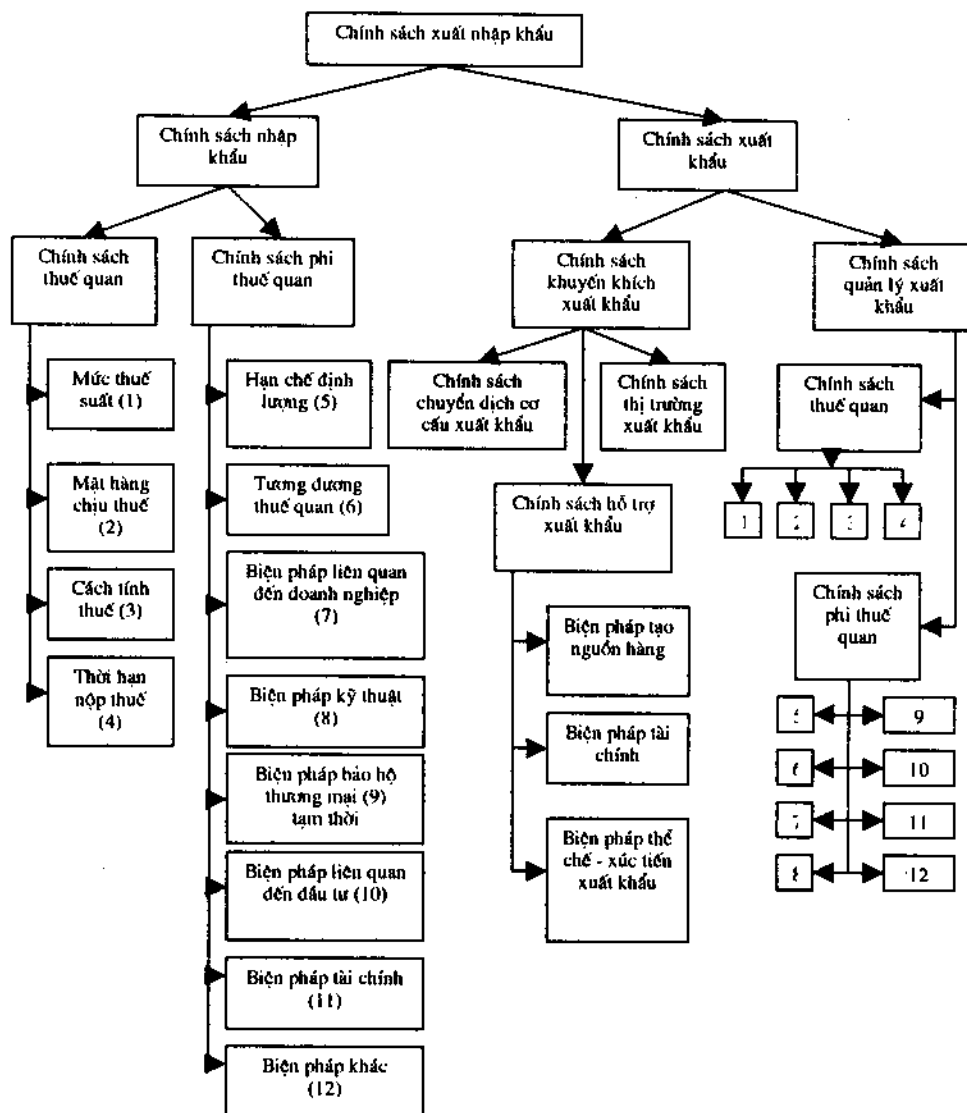 Chính sách xuất nhập khẩu
Chính sách nhập
khẩu
Chính sách xuất
khẩu
Chính sách
thuế quan
Chính sách phi
thuế quan
Chính sách
khuyến khích
xuất khẩu
Chính sách
quản lý xuất
khẩu
Mức thuế
suất (1)
Mặt hàng
chịu thuế
(2)
Cách tính
thuế (3)
Thời hạn
nộp thuế
(4)
Hạn chế định
lượng (5)
Tương đương
thuế quan (6)
Biện pháp liên quan
đến doanh nghiệp
(7)
Biện pháp kỹ thuật
(8)
Biện pháp bảo hộ
thương mại (9)
tạm thời
Biện pháp liên quan
đến đầu tư (10)
Biện pháp tài chính
(11)
Biện pháp khác
(12)
Chính sách
chuyển dịch cơ
cấu xuất khẩu
Chính sách
thị trường
xuất khẩu
Chính sách hỗ trợ
xuất khẩu
Biện pháp tạo
nguồn hàng
Biện pháp tài
chính
Biện pháp thể
chế - xúc tiến
xuất khẩu
Chính sách
thuế quan
1 2 3 4
Chính sách
phi thuế
quan
5 9
6 10
7 11
8 12